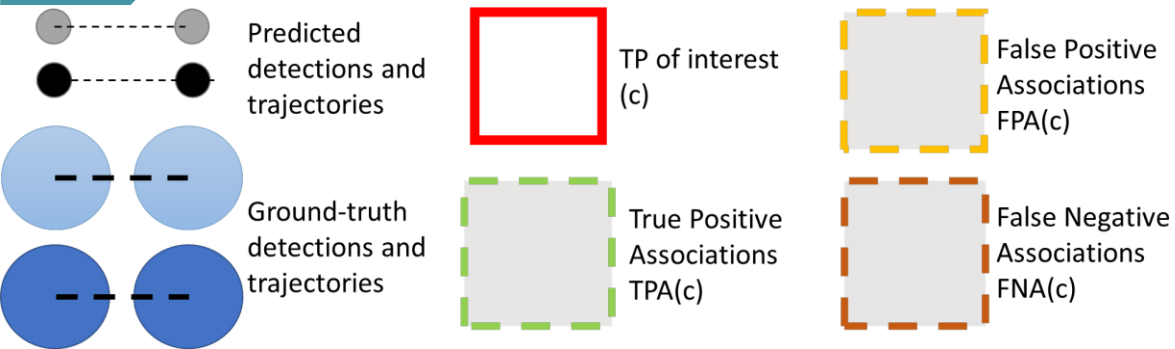 Predicted
detections and
trajectories
Ground-truth
detections and
trajectories
TP of interest
(c)
True Positive
Associations
TPA(c)
False Positive
Associations
FPA(c)
False Negative
Associations
FNA(c)